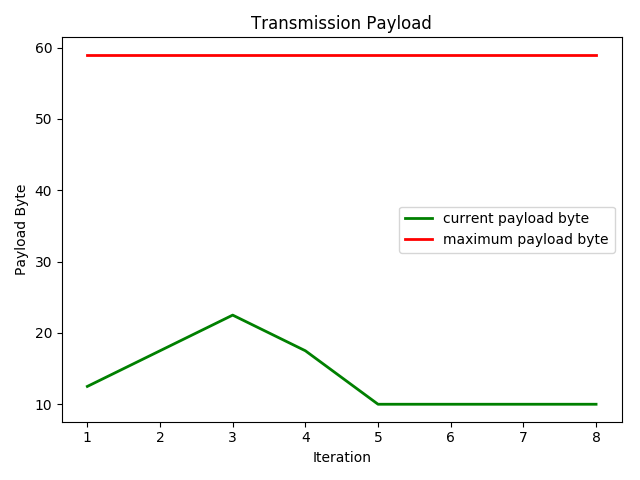 Transmission Payload
60
50
40
30
20
10
Payload Byte
current payload byte
maximum payload byte
1 2 3 4 5 6 7 8
Iteration